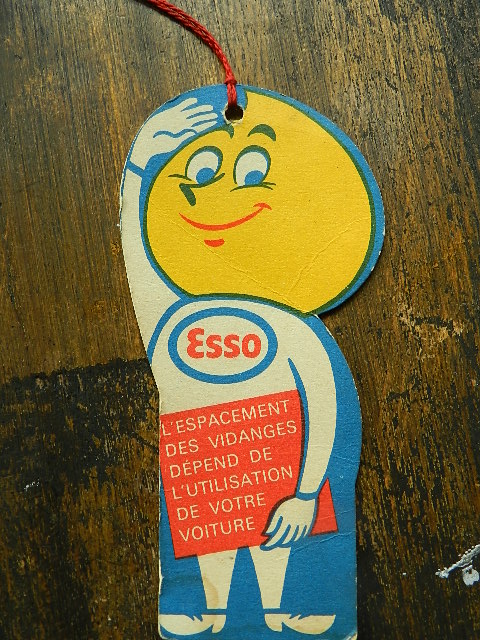 Esso
L'ESPACEMENT
DES VIDANGES
DÉPEND DE
L'UTILISATION
DE VOTRE
VOITURE